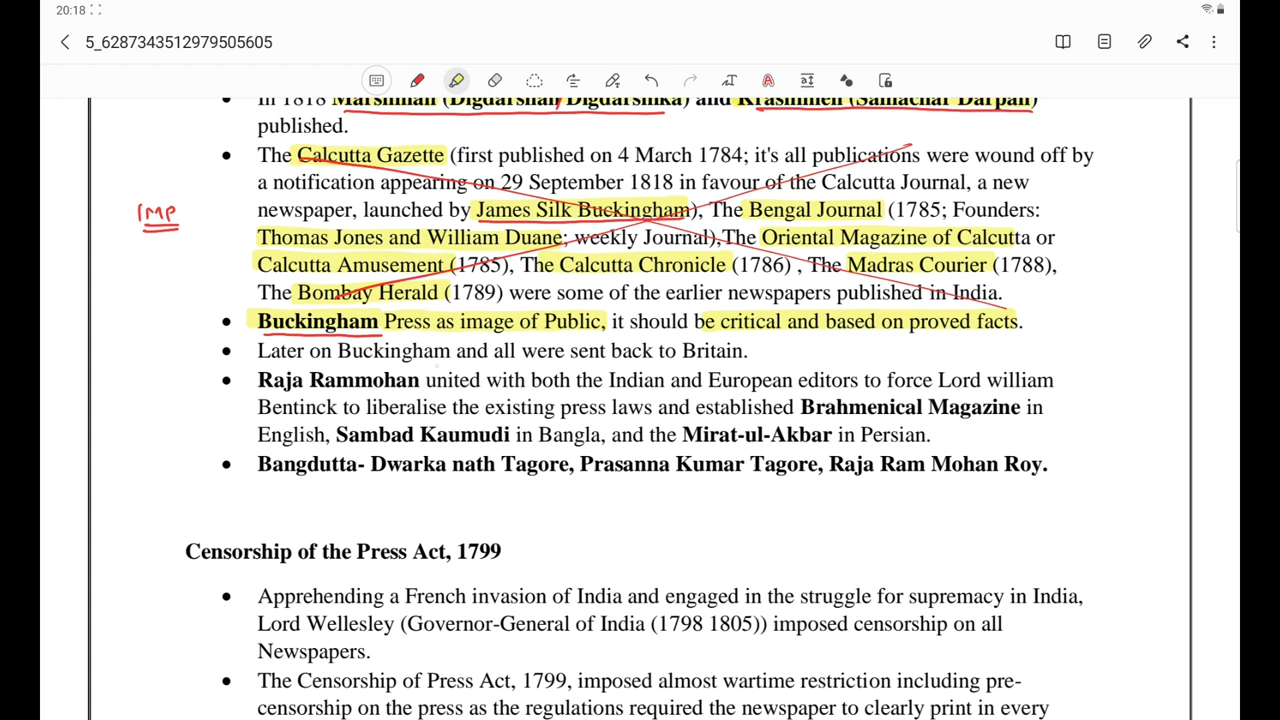 20:18
5_6287343512979505605
• In 1818 Marshman (Digdarshan/Digdarshika) and (Samachar Darpan)
published.
• The Calcutta Gazette (first published on 4 March 1784; it's all publications were wound off by
a notification appearing on 29 September 1818 in favour of the Calcutta Journal, a new
IMP
newspaper, launched by James Silk Buckingham), The Bengal Journal (1785; Founders:
Thomas Jones and William Duane; weekly Journal),The Oriental Magazine of Calcutta or
Calcutta Amusement (1785), The Calcutta Chronicle (1786) , The Madras Courier (1788),
The Bombay Herald (1789) were some of the earlier newspapers published in India.
• Buckingham Press as image of Public, it should be critical and based on proved facts.
• Later on Buckingham and all were sent back to Britain.
• Raja Rammohan united with both the Indian and European editors to force Lord william
Bentinck to liberalise the existing press laws and established Brahmenical Magazine in
English, Sambad Kaumudi in Bangla, and the Mirat-ul-Akbar in Persian.
• Bangdutta- Dwarka nath Tagore, Prasanna Kumar Tagore, Raja Ram Mohan Roy.
Censorship of the Press Act, 1799
• Apprehending a French invasion of India and engaged in the struggle for supremacy in India,
Lord Wellesley (Governor-General of India (1798 1805)) imposed censorship on all
Newspapers.
• The Censorship of Press Act, 1799, imposed almost wartime restriction including pre-
censorship on the press as the regulations required the newspaper to clearly print in every